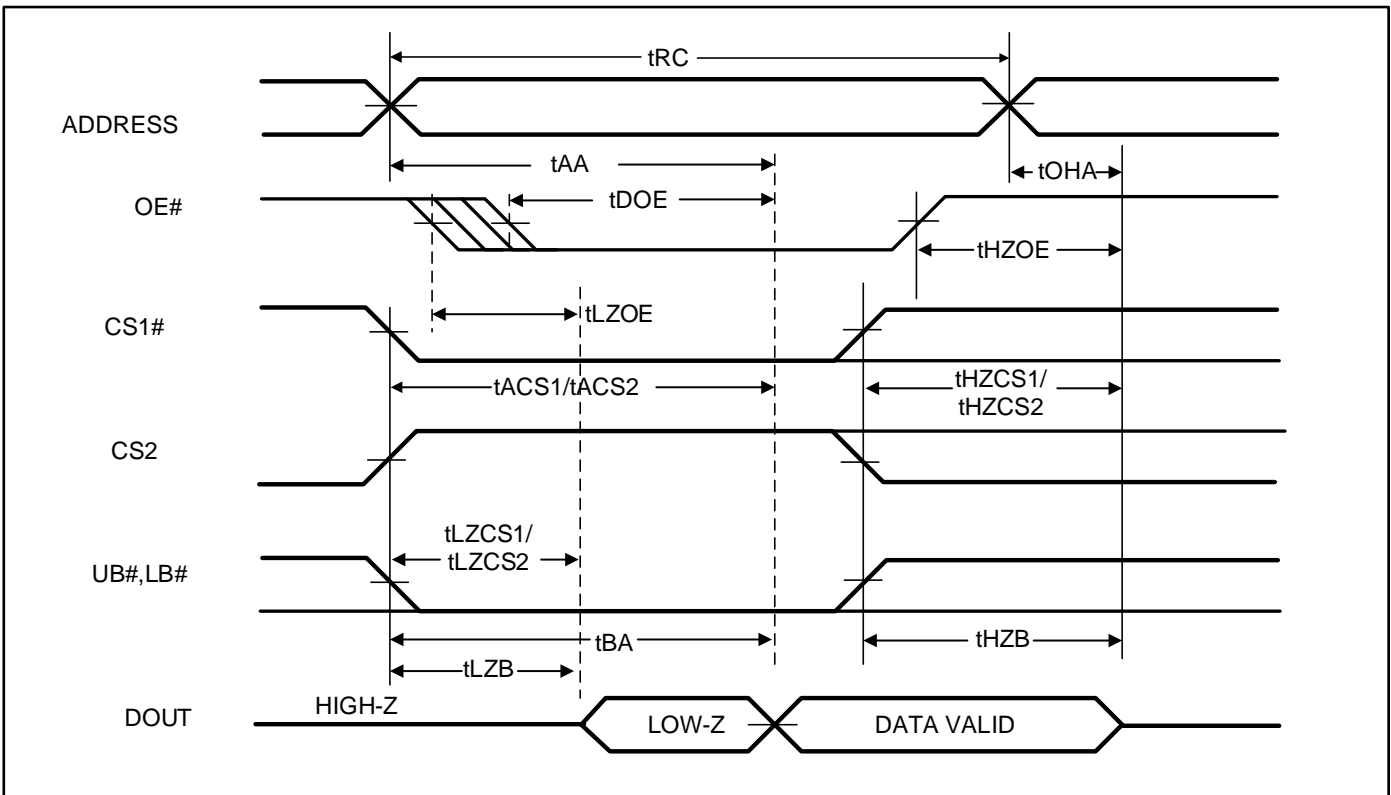 tRC
ADDRESS
tAA
tOHA
OE#
tDOE
tHZOE
tLZOE
CS1#
tACS1/tACS2
tHZCS1/
tHZCS2
CS2
tLZCS1/
tLZCS2
UB#,LB#
tBA
tHZB
tLZB
HIGH-Z
DOUT
LOW-Z
DATA VALID